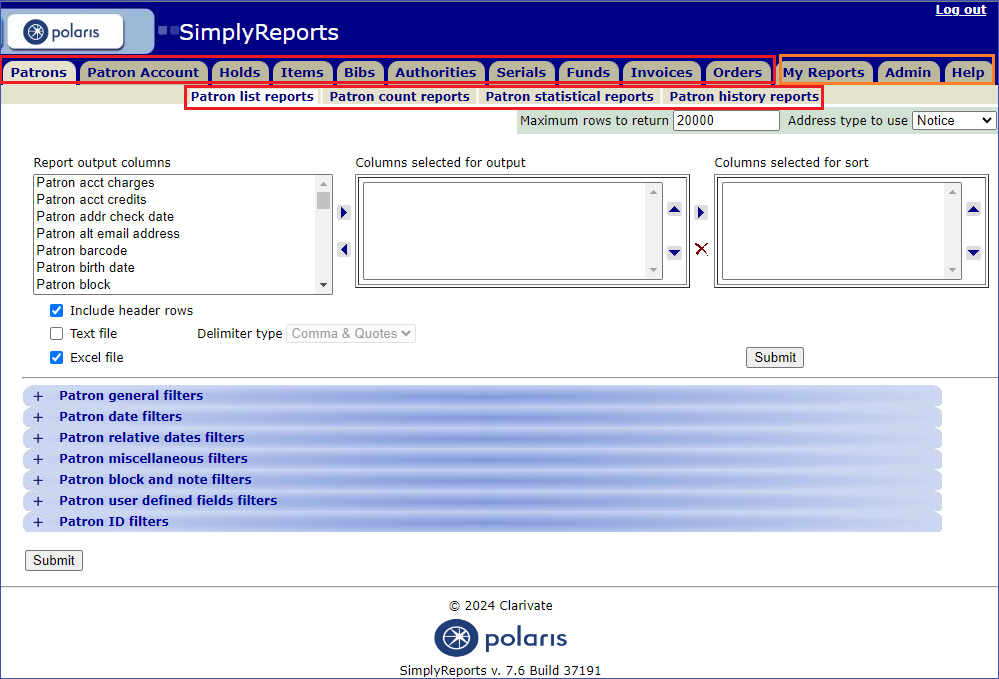 Log out
polaris
SimplyReports
Patrons Patron Account Holds Items Bibs Authorities Serials Funds Invoices Orders My Reports Admin Help
Patron list reports Patron count reports Patron statistical reports Patron history reports
Maximum rows to return 20000 Address type to use Notice
Report output columns Columns selected for output Columns selected for sort
Patron acct charges
Patron acct credits
Patron addr check date
Patron alt email address
Patron barcode
Patron birth date
Patron block
Include header rows
Text file Delimiter type Comma & Quotes
Excel file Submit
+ Patron general filters
+ Patron date filters
+ Patron relative dates filters
+ Patron miscellaneous filters
+ Patron block and note filters
+ Patron user defined fields filters
+ Patron ID filters
Submit
© 2024 Clarivate
polaris
SimplyReports v. 7.6 Build 37191